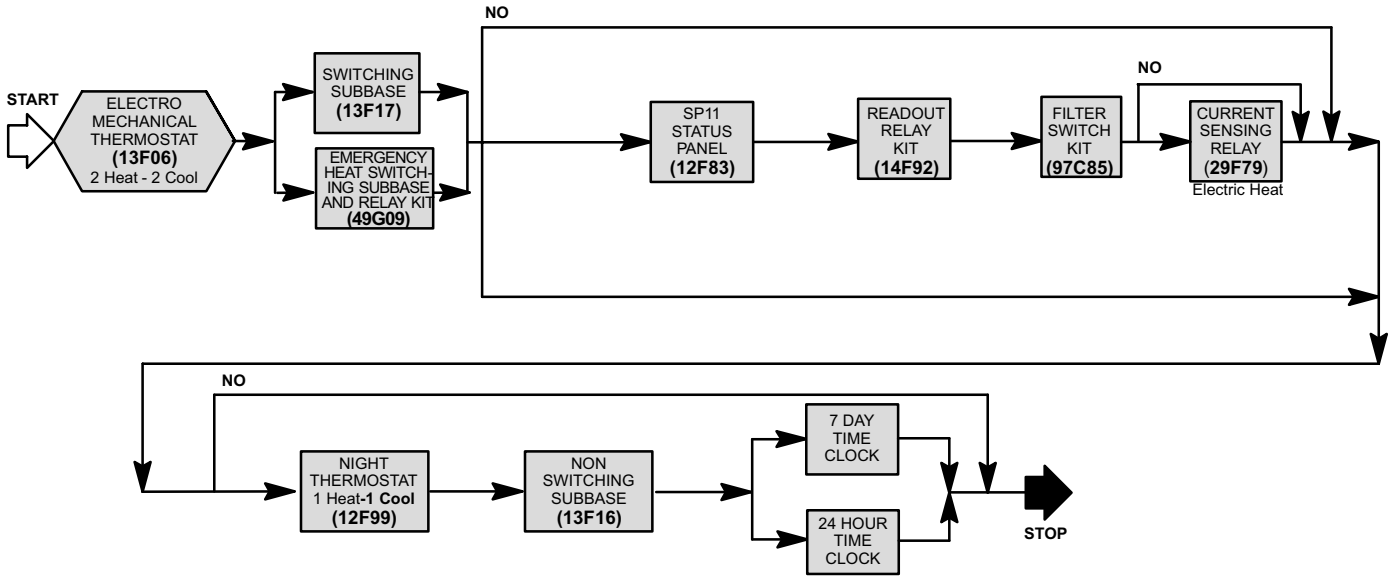 NO
START
ELECTRO
MECHANICAL
THERMOSTAT
(13F06)
2 Heat - 2 Cool
SWITCHING
SUBBASE
(13F17)
EMERGENCY
HEAT SWITCH-
ING SUBBASE
AND RELAY KIT
(49G09)
SP11
STATUS
PANEL
(12F83)
READOUT
RELAY
KIT
(14F92)
FILTER
SWITCH
KIT
(97C85)
NO
CURRENT
SENSING
RELAY
(29F79)
Electric Heat
NO
NIGHT
THERMOSTAT
1 Heat-1 Cool
(12F99)
NON
SWITCHING
SUBBASE
(13F16)
7 DAY
TIME
CLOCK
24 HOUR
TIME
CLOCK
STOP